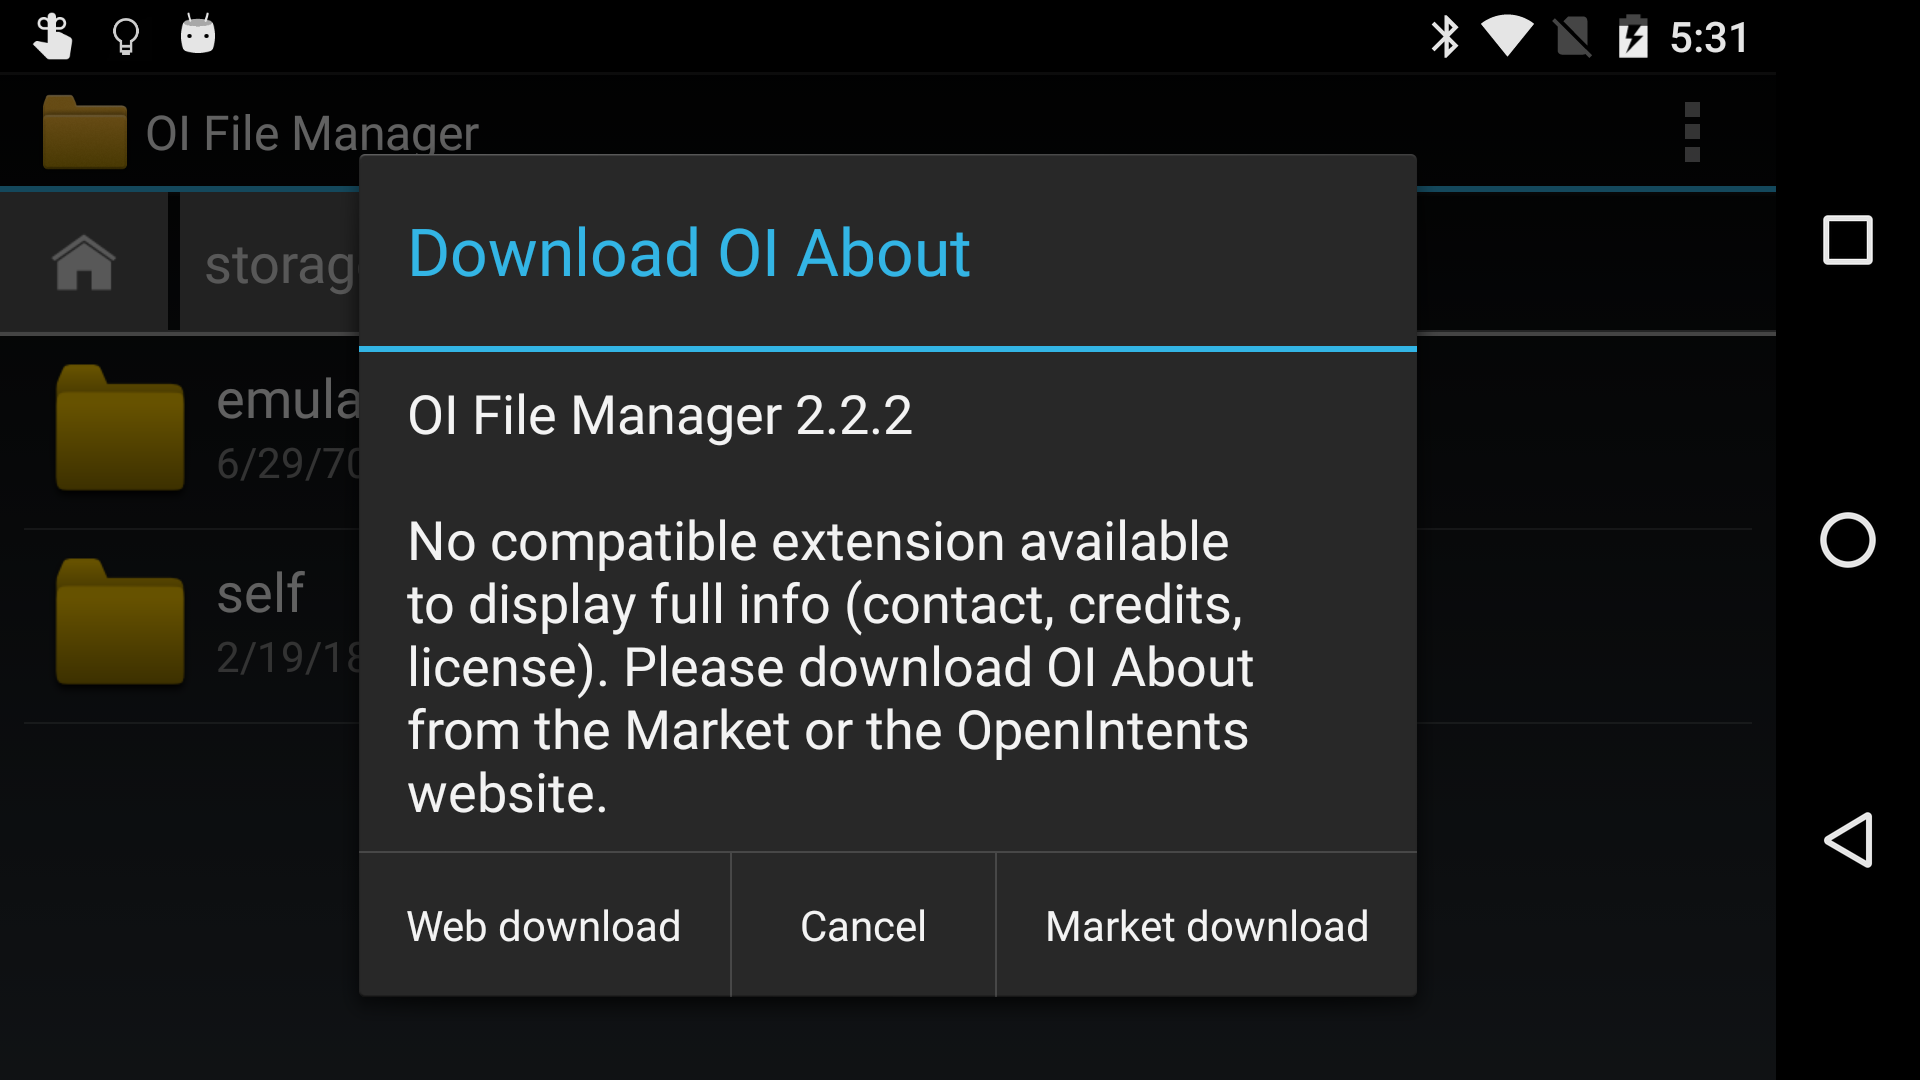 5:31
OI File Manager
storag
Download OI About
OI File Manager 2.2.2
emula
6/29/70
No compatible extension available
to display full info (contact, credits,
license). Please download OI About
from the Market or the OpenIntents
website.
self
2/19/18
Web download
Cancel
Market download